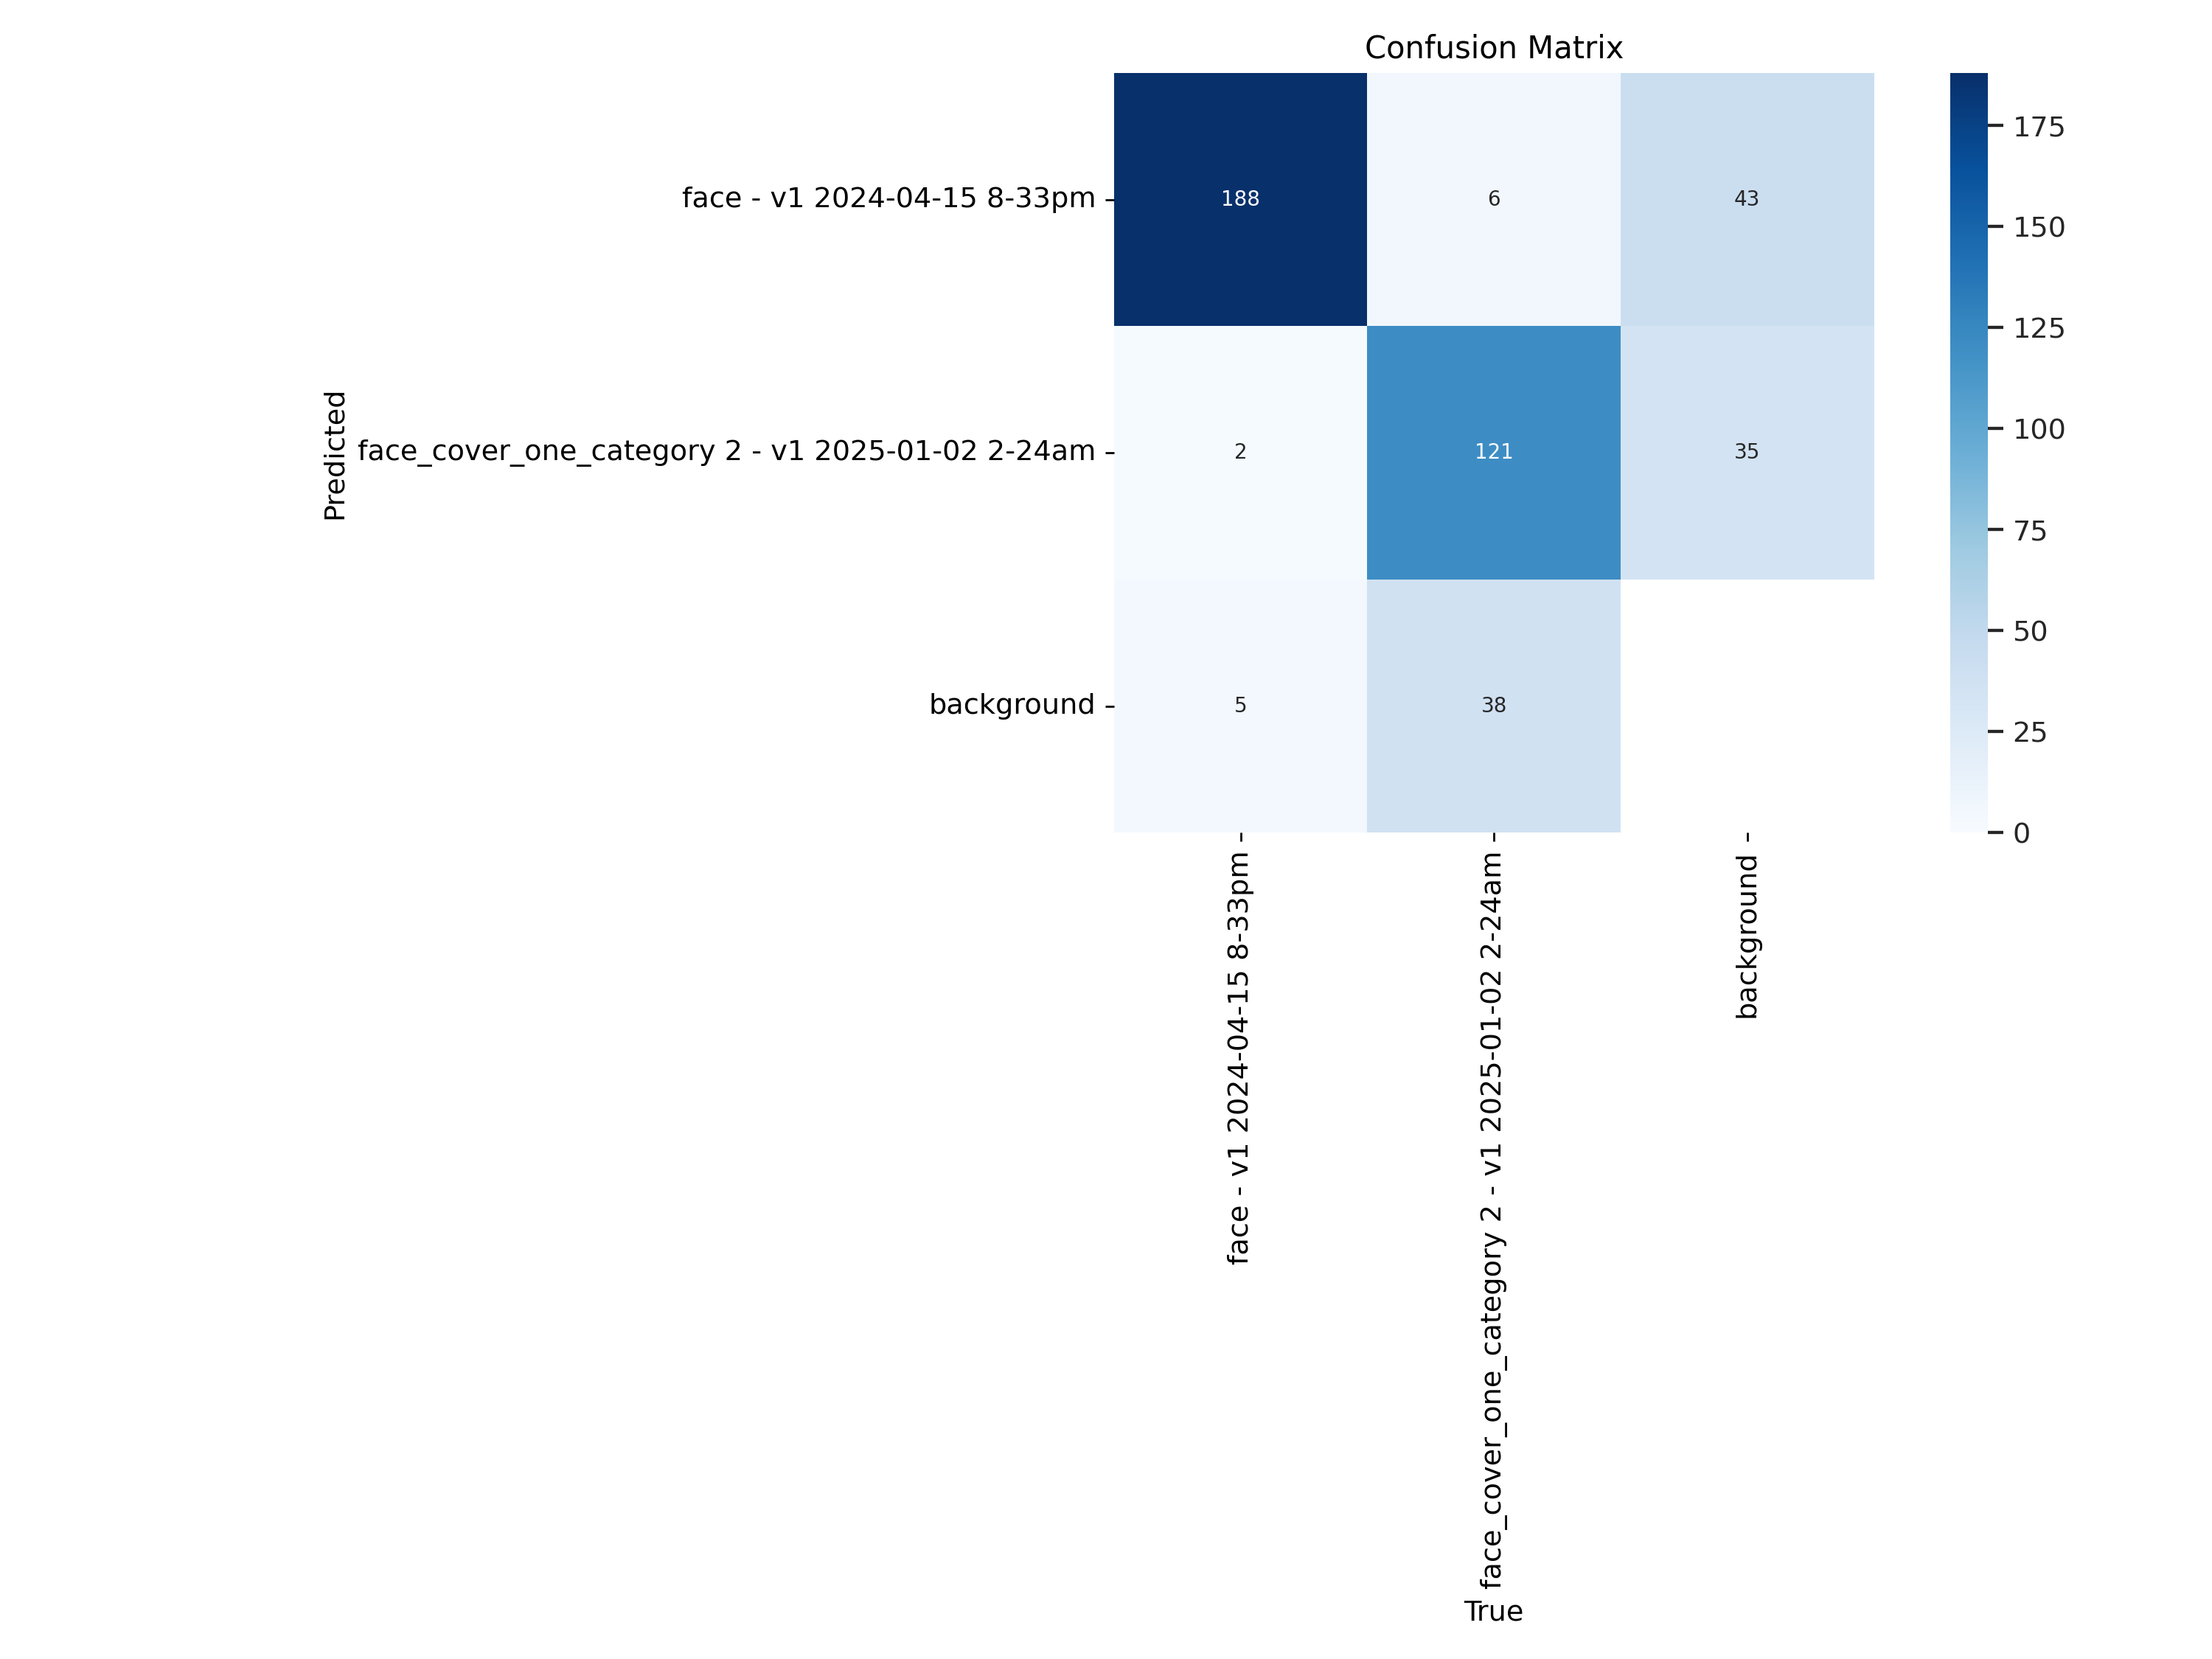 Confusion Matrix
face - v1 2024-04-15 8-33pm
188
6
43
face_cover_one_category 2 - v1 2025-01-02 2-24am
2
121
35
background
5
38
Predicted
face - v1 2024-04-15 8-33pm
face_cover_one_category 2 - v1 2025-01-02 2-24am
background
True
175
150
125
100
75
50
25
0